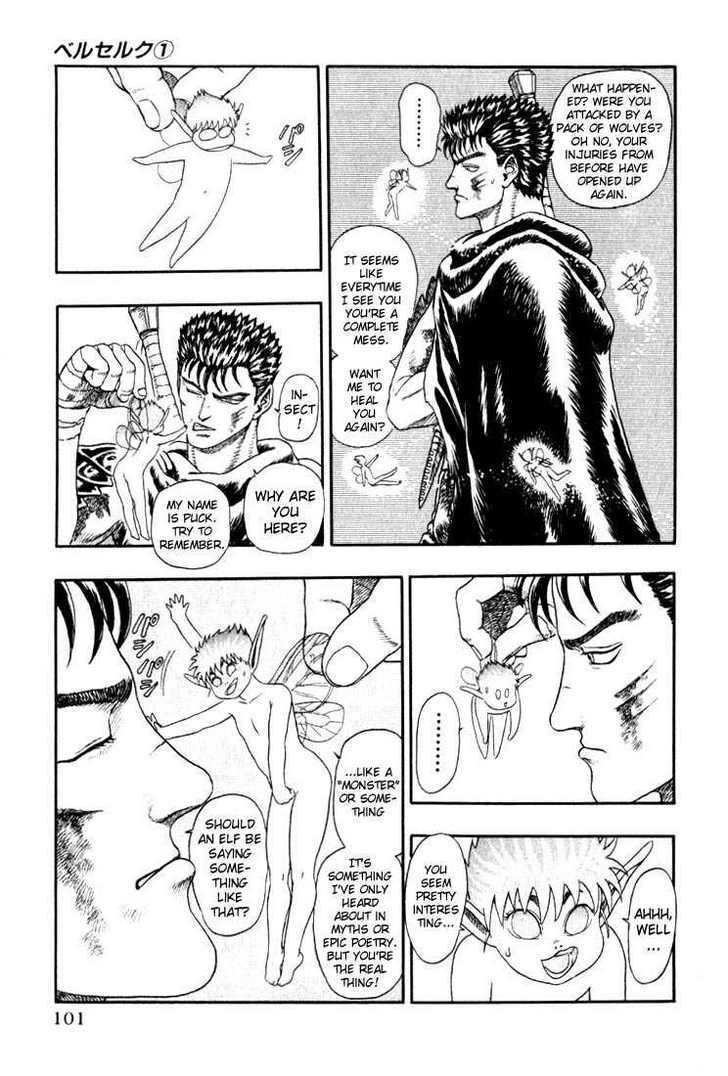 ベルセルク①
WHAT HAPPEN-
ED? WERE YOU
ATTACKED BY A
PACK OF WOLVES?
OH NO, YOUR
INJURIES FROM
BEFORE HAVE
OPENED UP
AGAIN.
........
IT SEEMS
LIKE
EVERYTIME
I SEE YOU
YOU'RE A
COMPLETE
MESS.
WANT
ME TO
HEAL
YOU
AGAIN?
パシ
IN-
SECT
!
WHY ARE
YOU
HERE?
MY NAME
IS PUCK. TRY
TO
REMEMBER.
........
AHHH,
WELL
...
YOU
SEEM
PRETTY
INTERES
TING...
...LIKE A
"MONSTER"
OR SOM-
ETHING
IT'S
SOMETHING
I'VE ONLY
HEARD
ABOUT IN
MYTHS OR
EPIC POETRY.
BUT YOU'RE
THE REAL
THING!
SHOULD
AN ELF BE
SAYING
SOME-
THING
LIKE
THAT?
101